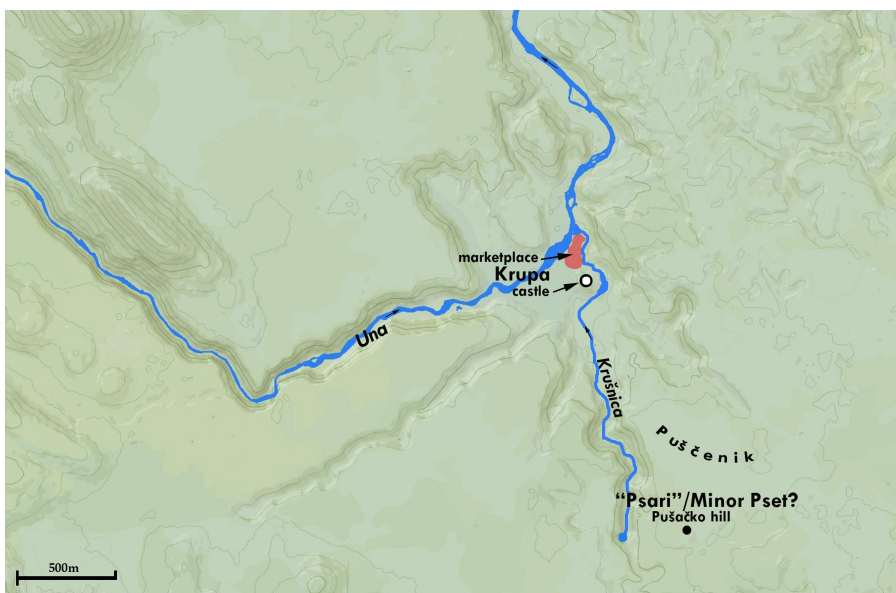 marketplace
Krupa
castle
Una
Krušnica
Puščenik
“Psari”/Minor Pset?
Pušačko hill
500m